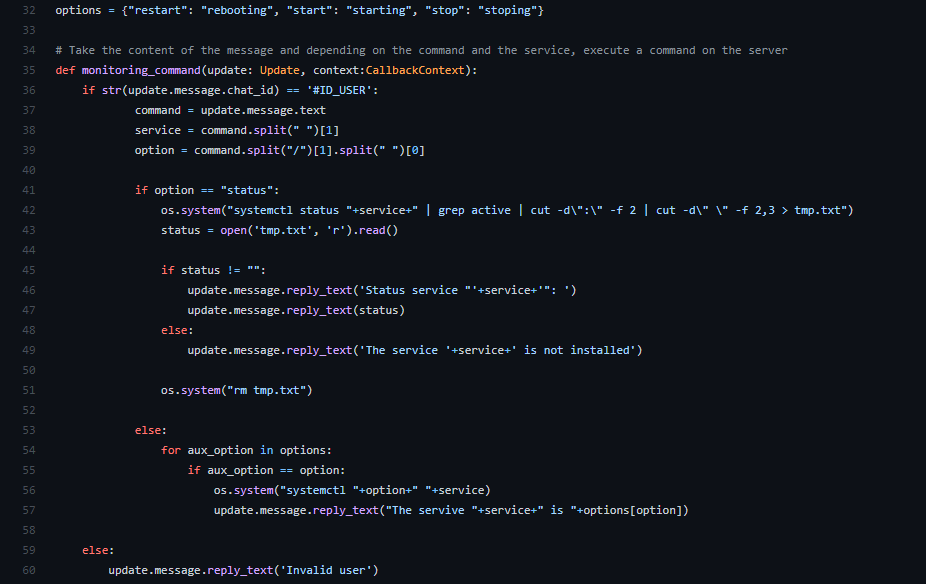 32 options = {"restart": "rebooting", "start": "starting", "stop": "stoping"}
33
34 # Take the content of the message and depending on the command and the service, execute a command on the server
35 def monitoring_command(update: Update, context:CallbackContext):
36     if str(update.message.chat_id) == '#ID_USER':
37             command = update.message.text
38             service = command.split(" ")[1]
39             option = command.split("/")[1].split(" ")[0]
40
41             if option == "status":
42                 os.system("systemctl status "+service+" | grep active | cut -d\":\" -f 2 | cut -d\" \" -f 2,3 > tmp.txt")
43                 status = open('tmp.txt', 'r').read()
44
45                 if status != "":
46                     update.message.reply_text('Status service "'+service+'": ')
47                     update.message.reply_text(status)
48                 else:
49                     update.message.reply_text('The service '+service+' is not installed')
50
51                 os.system("rm tmp.txt")
52
53             else:
54                 for aux_option in options:
55                     if aux_option == option:
56                         os.system("systemctl "+option+" "+service)
57                         update.message.reply_text("The servive "+service+" is "+options[option])
58
59     else:
60         update.message.reply_text('Invalid user')